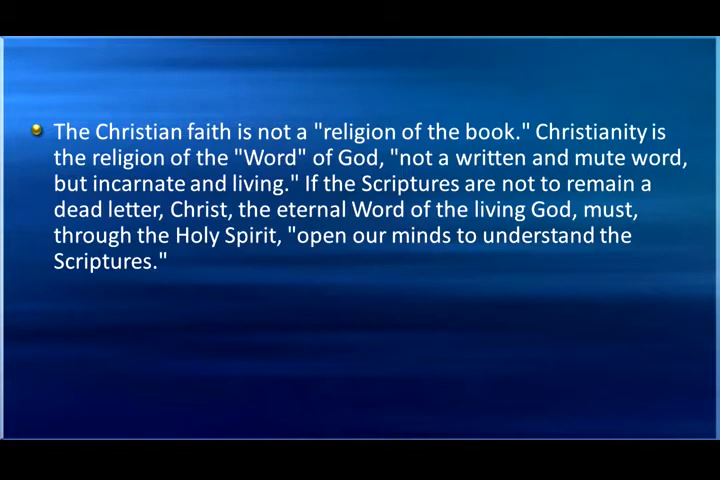 The Christian faith is not a "religion of the book." Christianity is
the religion of the "Word" of God, "not a written and mute word,
but incarnate and living." If the Scriptures are not to remain a
dead letter, Christ, the eternal Word of the living God, must,
through the Holy Spirit, "open our minds to understand the
Scriptures."